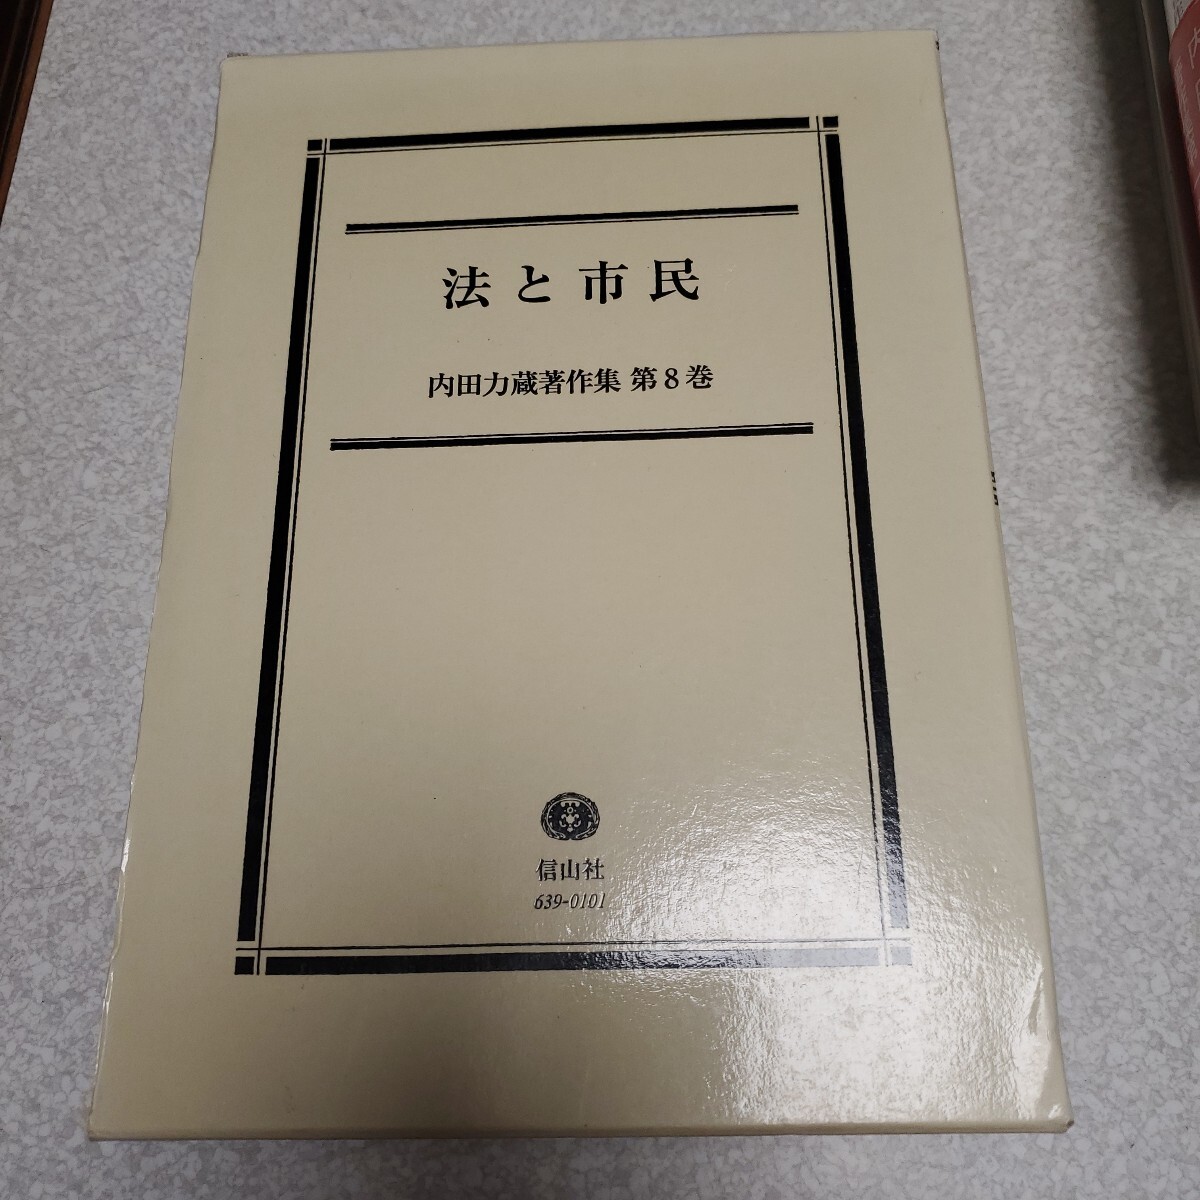 法と市民
内田力蔵著作集 第8巻
信山社
639-0101